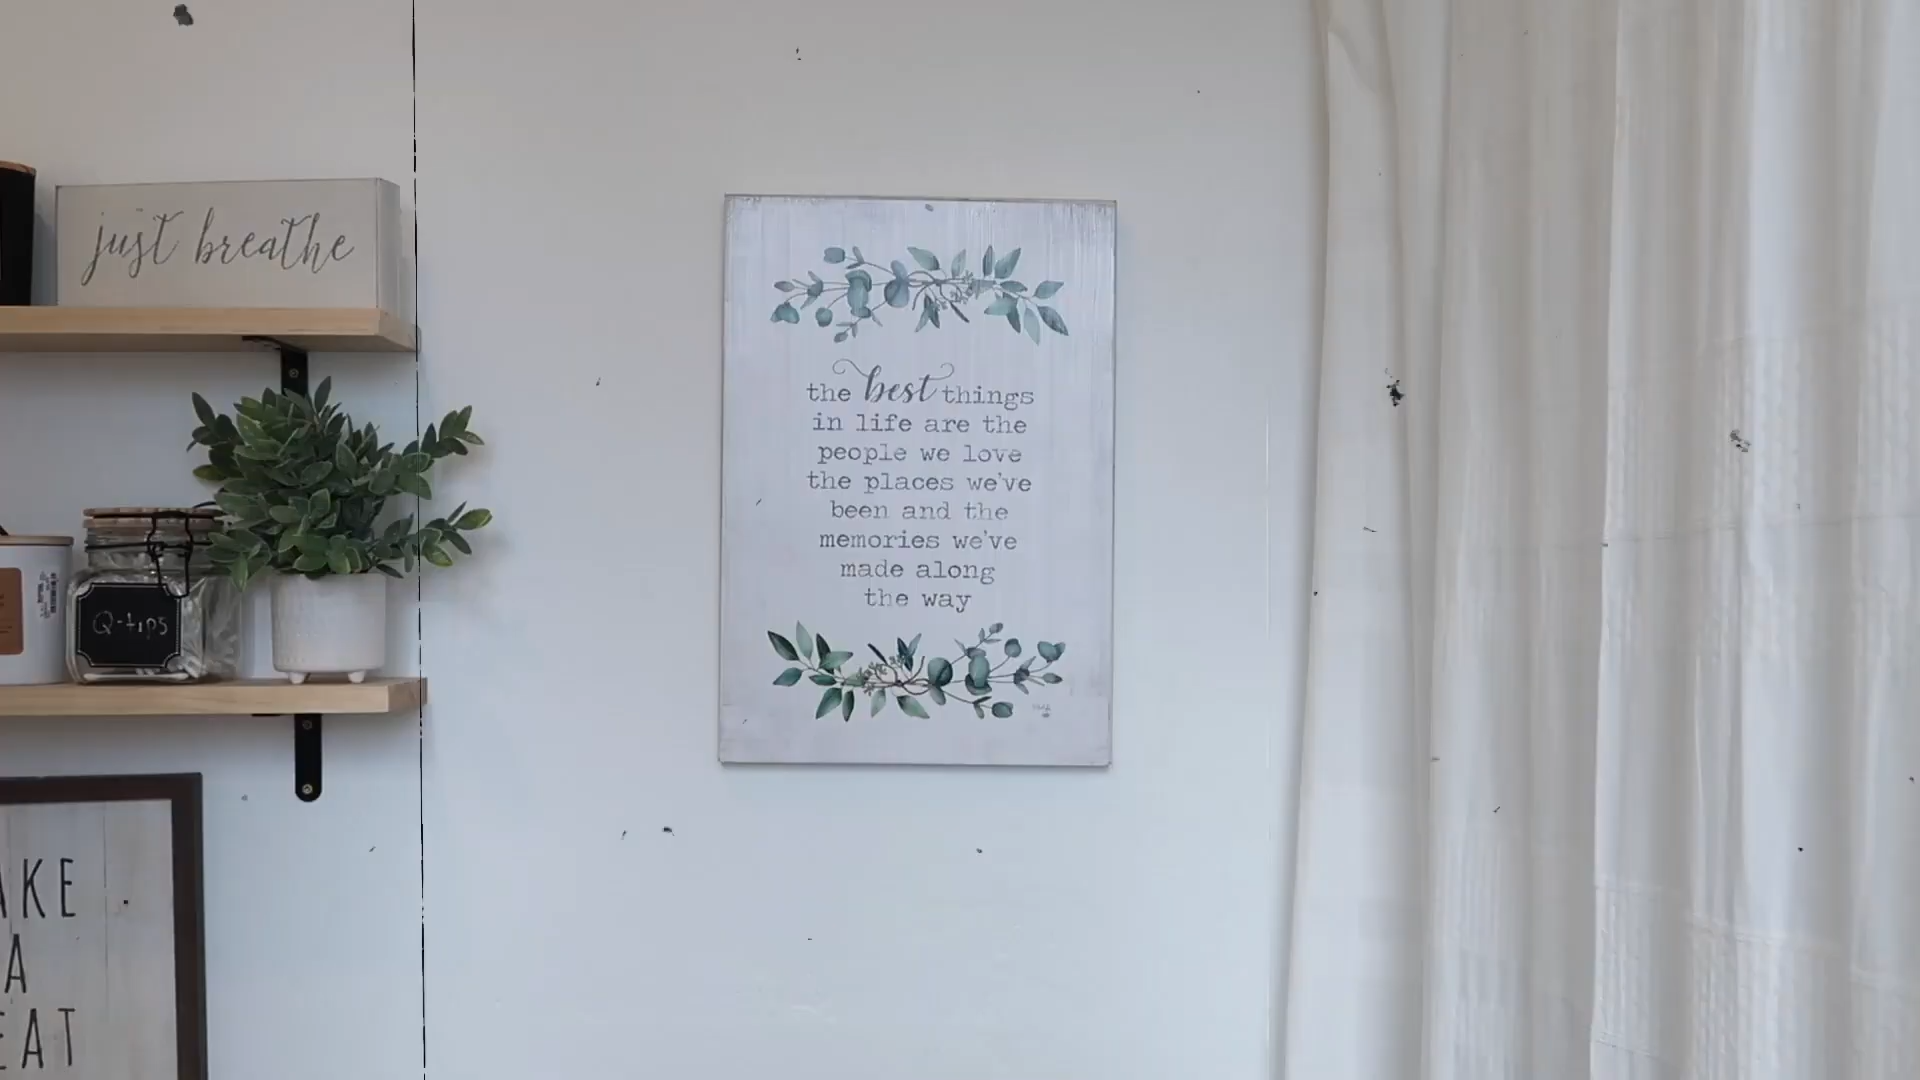 just breathe
the best things
in life are the
people we love
the places we've
been and the
memories we've
made along
the way
Q-tips
AKE
A
EAT